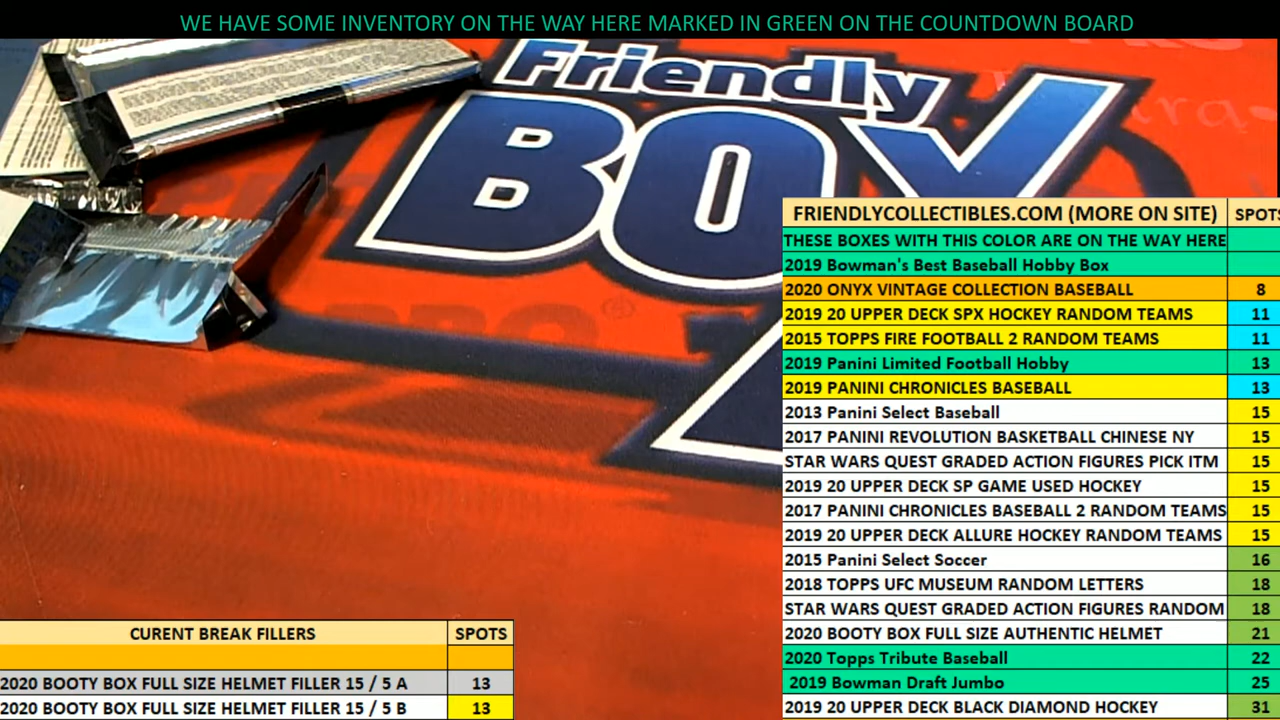 WE HAVE SOME INVENTORY ON THE WAY HERE MARKED IN GREEN ON THE COUNTDOWN BOARD
Friendly
BOX
FRIENDLYCOLLECTIBLES.COM (MORE ON SITE) SPOTS
THESE BOXES WITH THIS COLOR ARE ON THE WAY HERE
2019 Bowman's Best Baseball Hobby Box
2020 ONYX VINTAGE COLLECTION BASEBALL 8
2019 20 UPPER DECK SPX HOCKEY RANDOM TEAMS 11
2015 TOPPS FIRE FOOTBALL 2 RANDOM TEAMS 11
2019 Panini Limited Football Hobby 13
2019 PANINI CHRONICLES BASEBALL 13
2013 Panini Select Baseball 15
2017 PANINI REVOLUTION BASKETBALL CHINESE NY 15
STAR WARS QUEST GRADED ACTION FIGURES PICK ITM 15
2019 20 UPPER DECK SP GAME USED HOCKEY 15
2017 PANINI CHRONICLES BASEBALL 2 RANDOM TEAMS 15
2019 20 UPPER DECK ALLURE HOCKEY RANDOM TEAMS 15
2015 Panini Select Soccer 16
2018 TOPPS UFC MUSEUM RANDOM LETTERS 18
STAR WARS QUEST GRADED ACTION FIGURES RANDOM 18
2020 BOOTY BOX FULL SIZE AUTHENTIC HELMET 21
2020 Topps Tribute Baseball 22
2019 Bowman Draft Jumbo 25
2019 20 UPPER DECK BLACK DIAMOND HOCKEY 31
CURENT BREAK FILLERS SPOTS
2020 BOOTY BOX FULL SIZE HELMET FILLER 15 / 5 A 13
2020 BOOTY BOX FULL SIZE HELMET FILLER 15 / 5 B 13